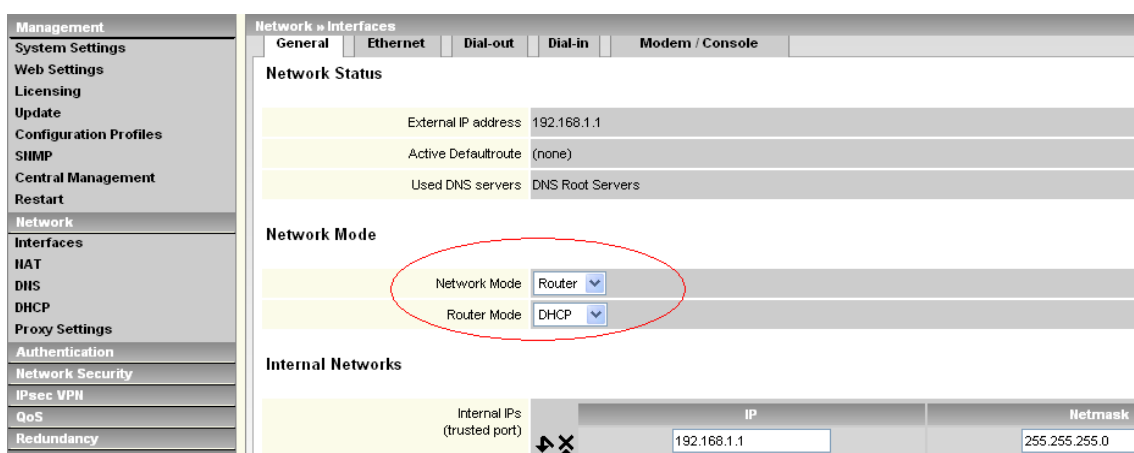 Management
System Settings
Web Settings
Licensing
Update
Configuration Profiles
SNMP
Central Management
Restart
Network
Interfaces
NAT
DNS
DHCP
Proxy Settings
Authentication
Network Security
IPsec VPN
QoS
Redundancy
Network » Interfaces
General Ethernet Dial-out Dial-in Modem / Console
Network Status
External IP address 192.168.1.1
Active Defaultroute (none)
Used DNS servers DNS Root Servers
Network Mode
Network Mode Router
Router Mode DHCP
Internal Networks
Internal IPs
(trusted port)
IP Netmask
192.168.1.1 255.255.255.0